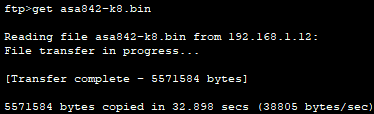 ftp>get asa842-k8.bin
Reading file asa842-k8.bin from 192.168.1.12:
File transfer in progress...
[Transfer complete - 5571584 bytes]
5571584 bytes copied in 32.898 secs (38805 bytes/sec)